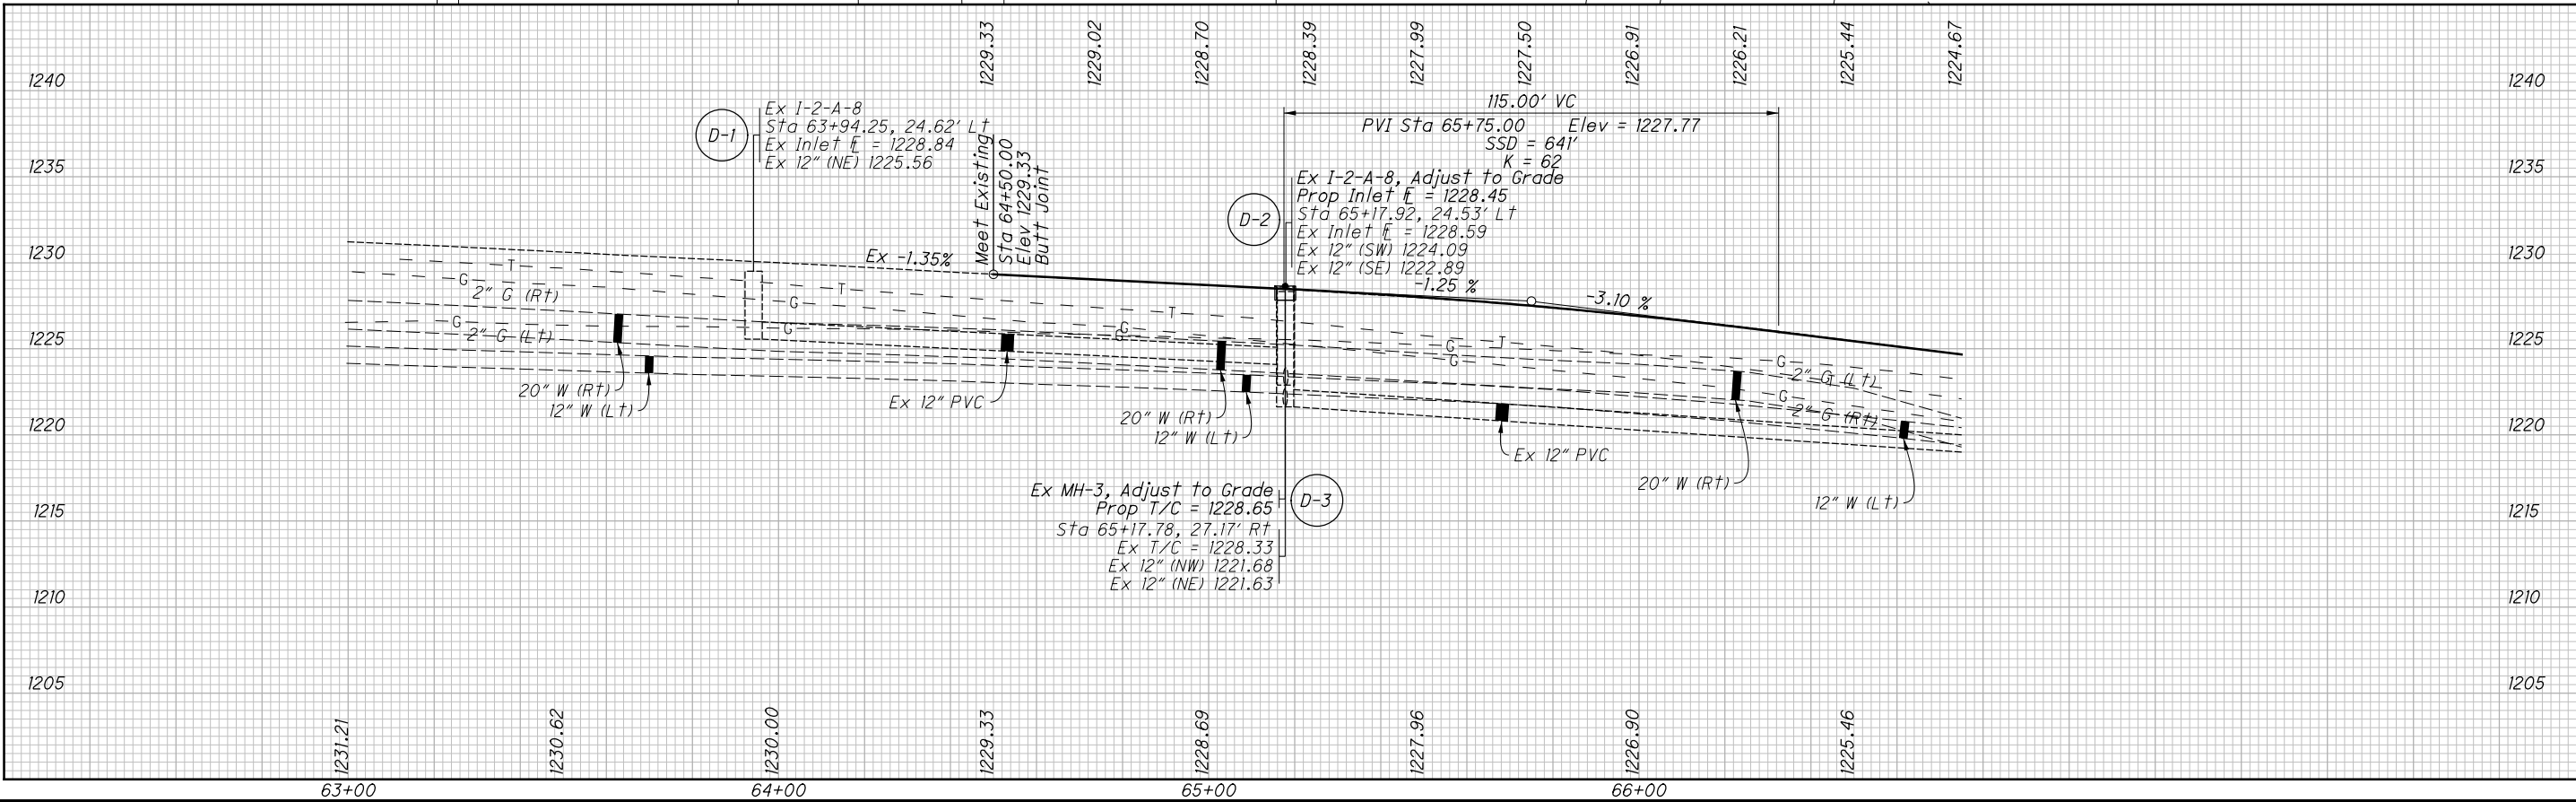 1229.33
1229.02
1228.70
1228.39
1227.99
1227.50
1226.91
1226.21
1225.44
1224.67
1240
1240
1235
1235
1230
1230
1225
1225
1220
1220
1215
1215
1210
1210
1205
1205
D-1
Ex I-2-A-8
Sta 63+94.25, 24.62' Lt
Ex Inlet ℄ = 1228.84
Ex 12" (NE) 1225.56
Meet Existing
Sta 64+50.00
Elev 1229.33
Butt Joint
Ex -1.35%
115.00' VC
PVI Sta 65+75.00 Elev = 1227.77
SSD = 641'
K = 62
D-2
Ex I-2-A-8, Adjust to Grade
Prop Inlet ℄ = 1228.45
Sta 65+17.92, 24.53' Lt
Ex Inlet ℄ = 1228.59
Ex 12" (SW) 1224.09
Ex 12" (SE) 1222.89
-1.25 %
-3.10 %
T
T
T
T
T
G
G
G
G
G
G
G
G
G
G
G
2" G (Rt)
2" G (Lt)
2" G (Lt)
2" G (Rt)
20" W (Rt)
12" W (Lt)
Ex 12" PVC
20" W (Rt)
12" W (Lt)
Ex 12" PVC
20" W (Rt)
12" W (Lt)
D-3
Ex MH-3, Adjust to Grade
Prop T/C = 1228.65
Sta 65+17.78, 27.17' Rt
Ex T/C = 1228.33
Ex 12" (NW) 1221.68
Ex 12" (NE) 1221.63
1231.21
1230.62
1230.00
1229.33
1228.69
1227.96
1226.90
1225.46
63+00
64+00
65+00
66+00